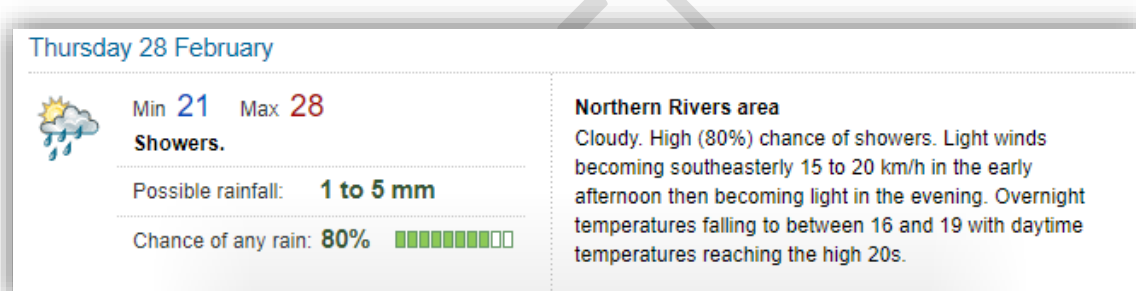 Thursday 28 February
Min 21 Max 28
Showers.
Possible rainfall: 1 to 5 mm
Chance of any rain: 80%
Northern Rivers area
Cloudy. High (80%) chance of showers. Light winds
becoming southeasterly 15 to 20 km/h in the early
afternoon then becoming light in the evening. Overnight
temperatures falling to between 16 and 19 with daytime
temperatures reaching the high 20s.